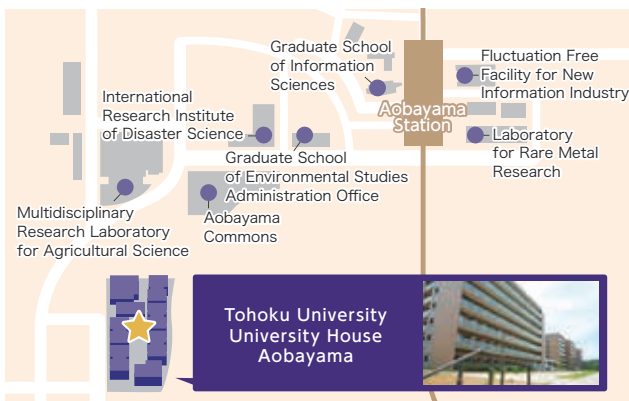 Graduate School
of Information
Sciences
Fluctuation Free
Facility for New
Information Industry
International
Research Institute
of Disaster Science
Aobayama
Station
Laboratory
for Rare Metal
Research
Graduate School
of Environmental Studies
Administration Office
Multidisciplinary
Research Laboratory
for Agricultural Science
Aobayama
Commons
Tohoku University
University House
Aobayama